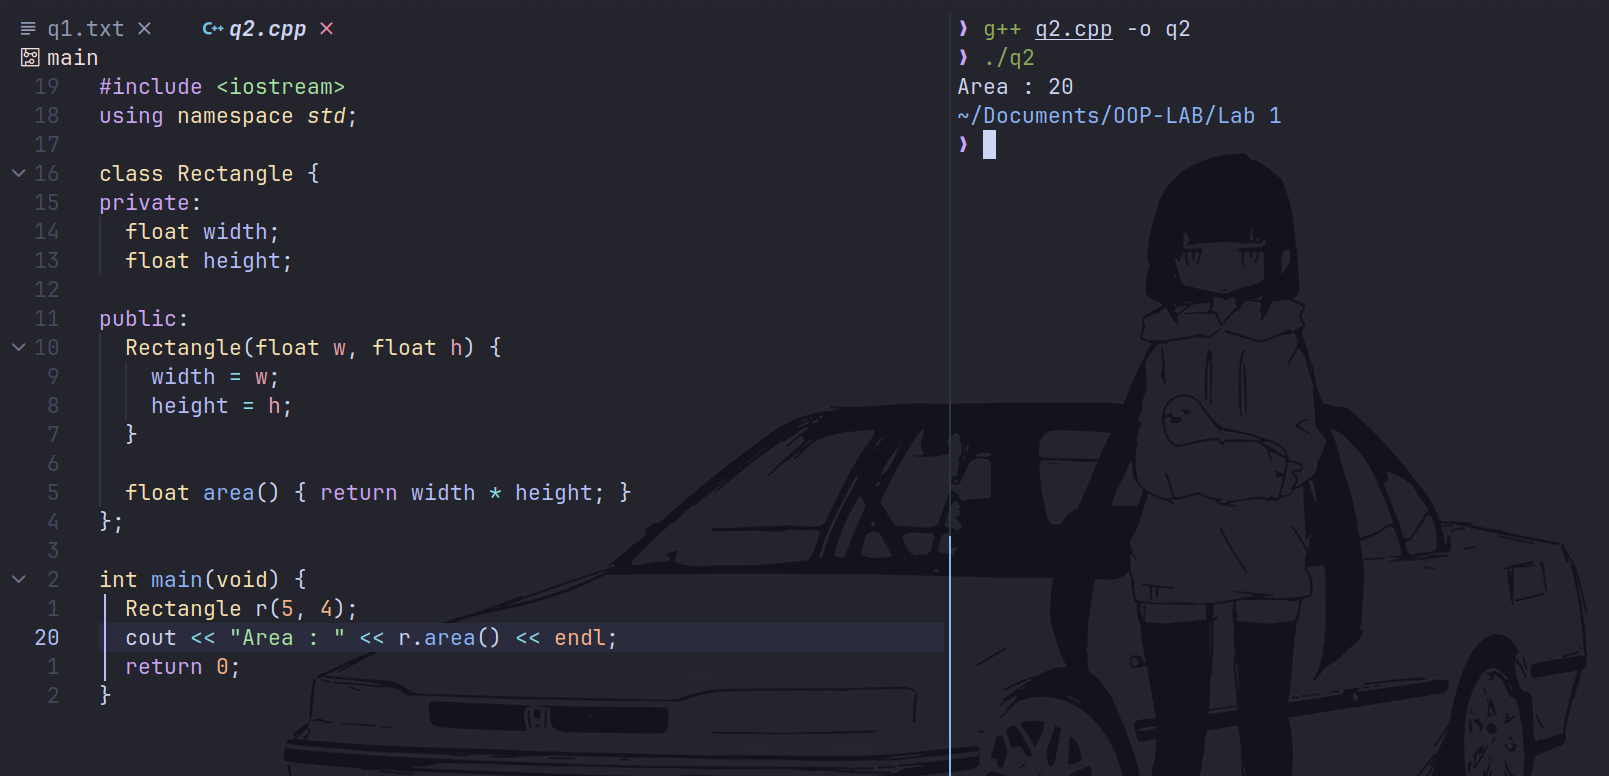 q1.txt × C++ q2.cpp ×
main
19 #include <iostream>
18 using namespace std;
17
16 class Rectangle {
15 private:
14   float width;
13   float height;
12
11 public:
10   Rectangle(float w, float h) {
9     width = w;
8     height = h;
7   }
6
5   float area() { return width * height; }
4 };
3
2 int main(void) {
1   Rectangle r(5, 4);
20   cout << "Area : " << r.area() << endl;
1   return 0;
2 }
❯ g++ q2.cpp -o q2
❯ ./q2
Area : 20
~/Documents/OOP-LAB/Lab 1
❯